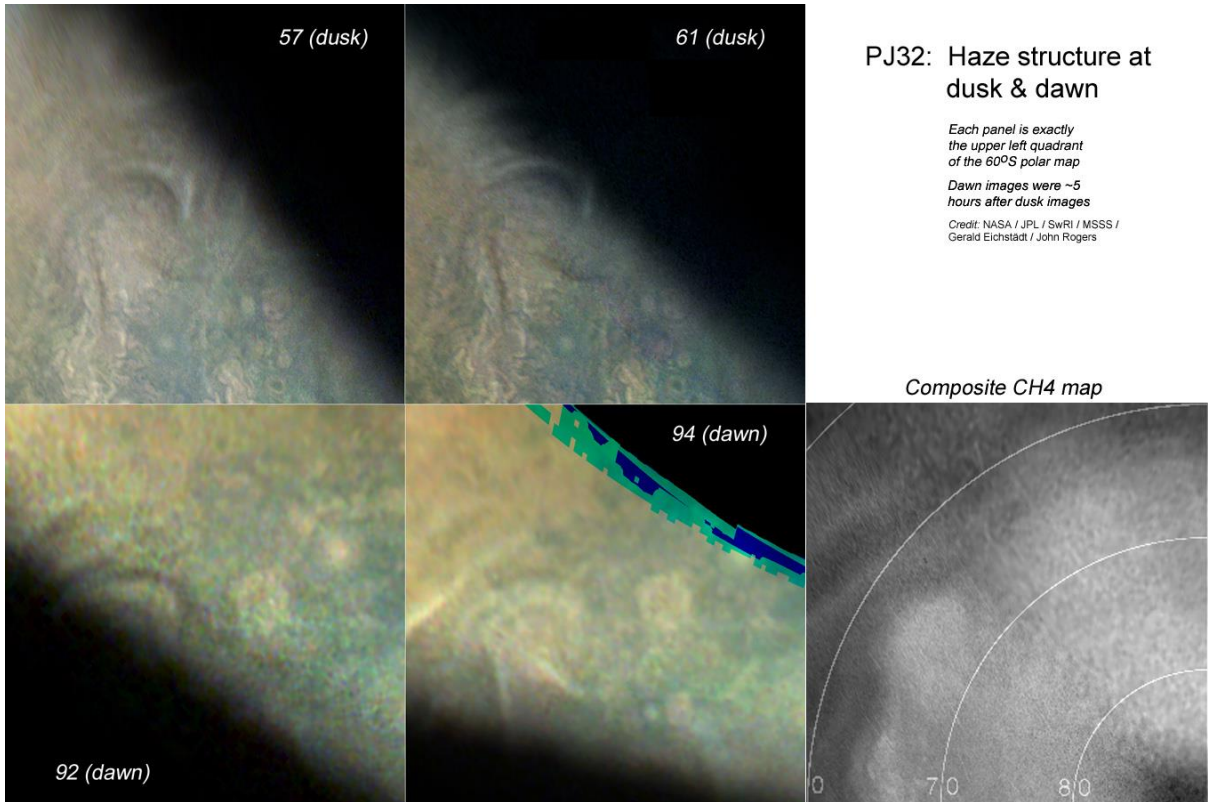 57 (dusk)
61 (dusk)
PJ32: Haze structure at
dusk & dawn
Each panel is exactly
the upper left quadrant
of the 60ºS polar map
Dawn images were ~5
hours after dusk images
Credit: NASA / JPL / SwRI / MSSS /
Gerald Eichstädt / John Rogers
Composite CH4 map
94 (dawn)
92 (dawn)
0 70 80